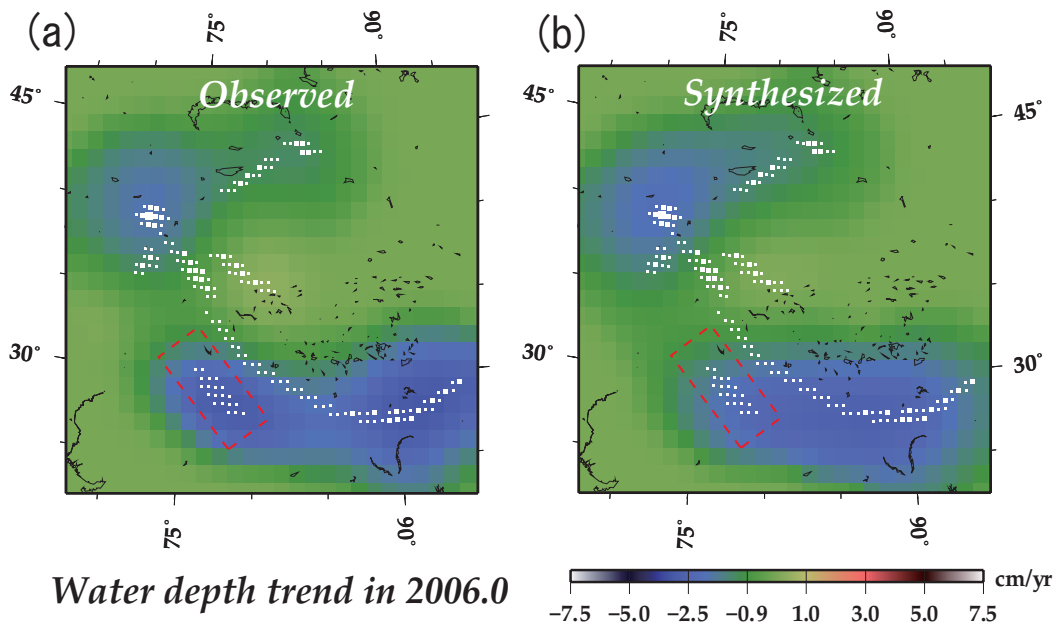 (a)
75°
90°
(b)
75°
90°
45°
Observed
Synthesized
45°
30°
30°
75°
90°
75°
90°
Water depth trend in 2006.0
cm/yr
−7.5 −5.0 −2.5 −0.9 1.0 3.0 5.0 7.5